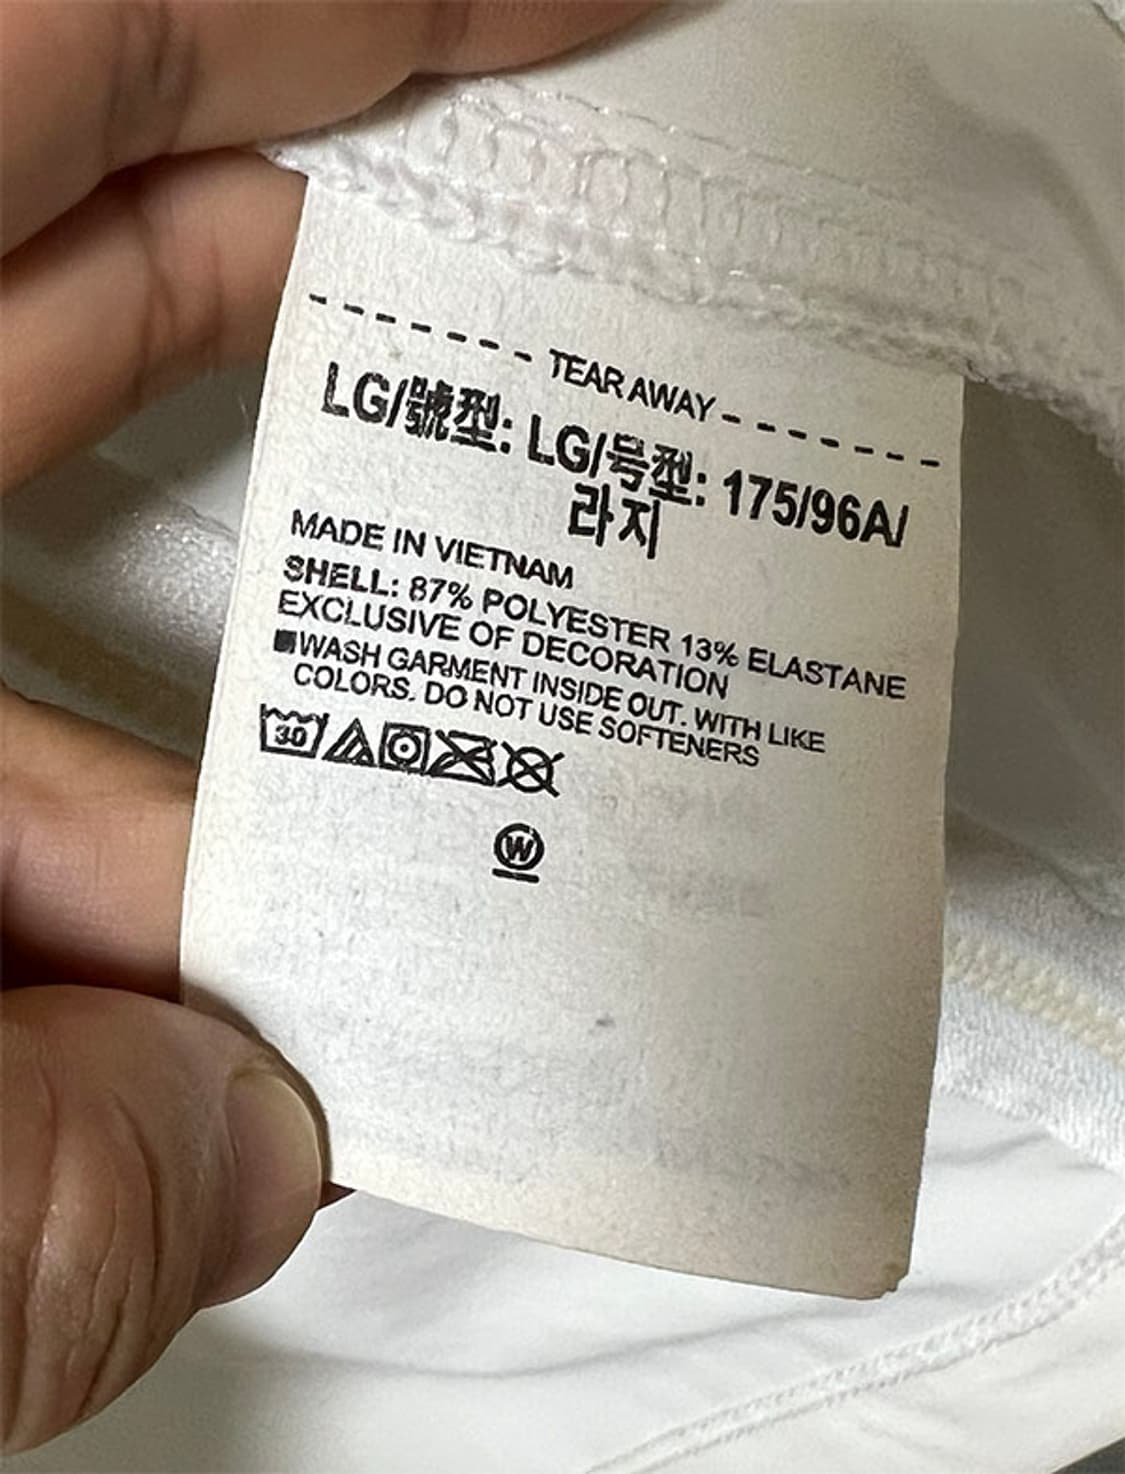 TEAR AWAY
LG/號型: LG/号型: 175/96A/
라지
MADE IN VIETNAM
SHELL: 87% POLYESTER 13% ELASTANE
EXCLUSIVE OF DECORATION
■WASH GARMENT INSIDE OUT. WITH LIKE
COLORS. DO NOT USE SOFTENERS
30
W